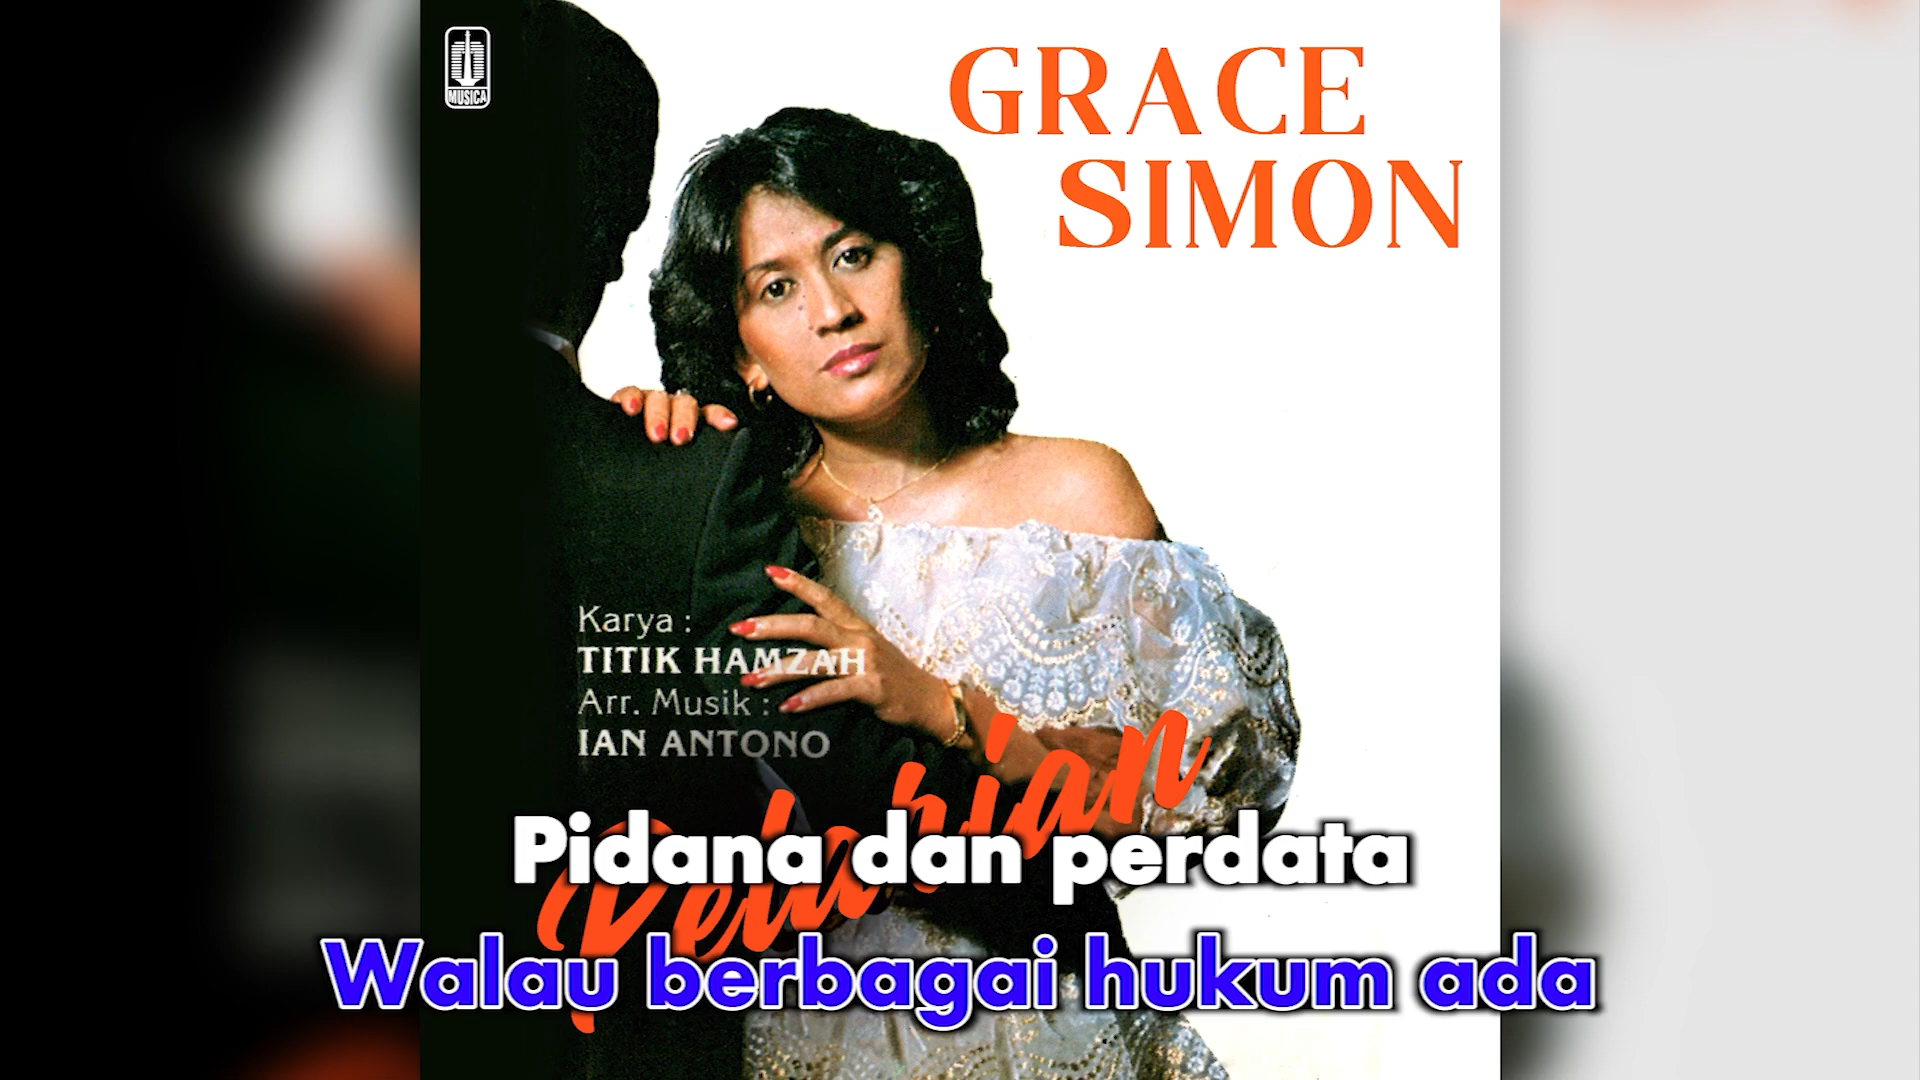 MUSICA
GRACE
SIMON
Karya :
TITIK HAMZAH
Arr. Musik :
IAN ANTONO
Pelarian
Pidana dan perdata
Walau berbagai hukum ada